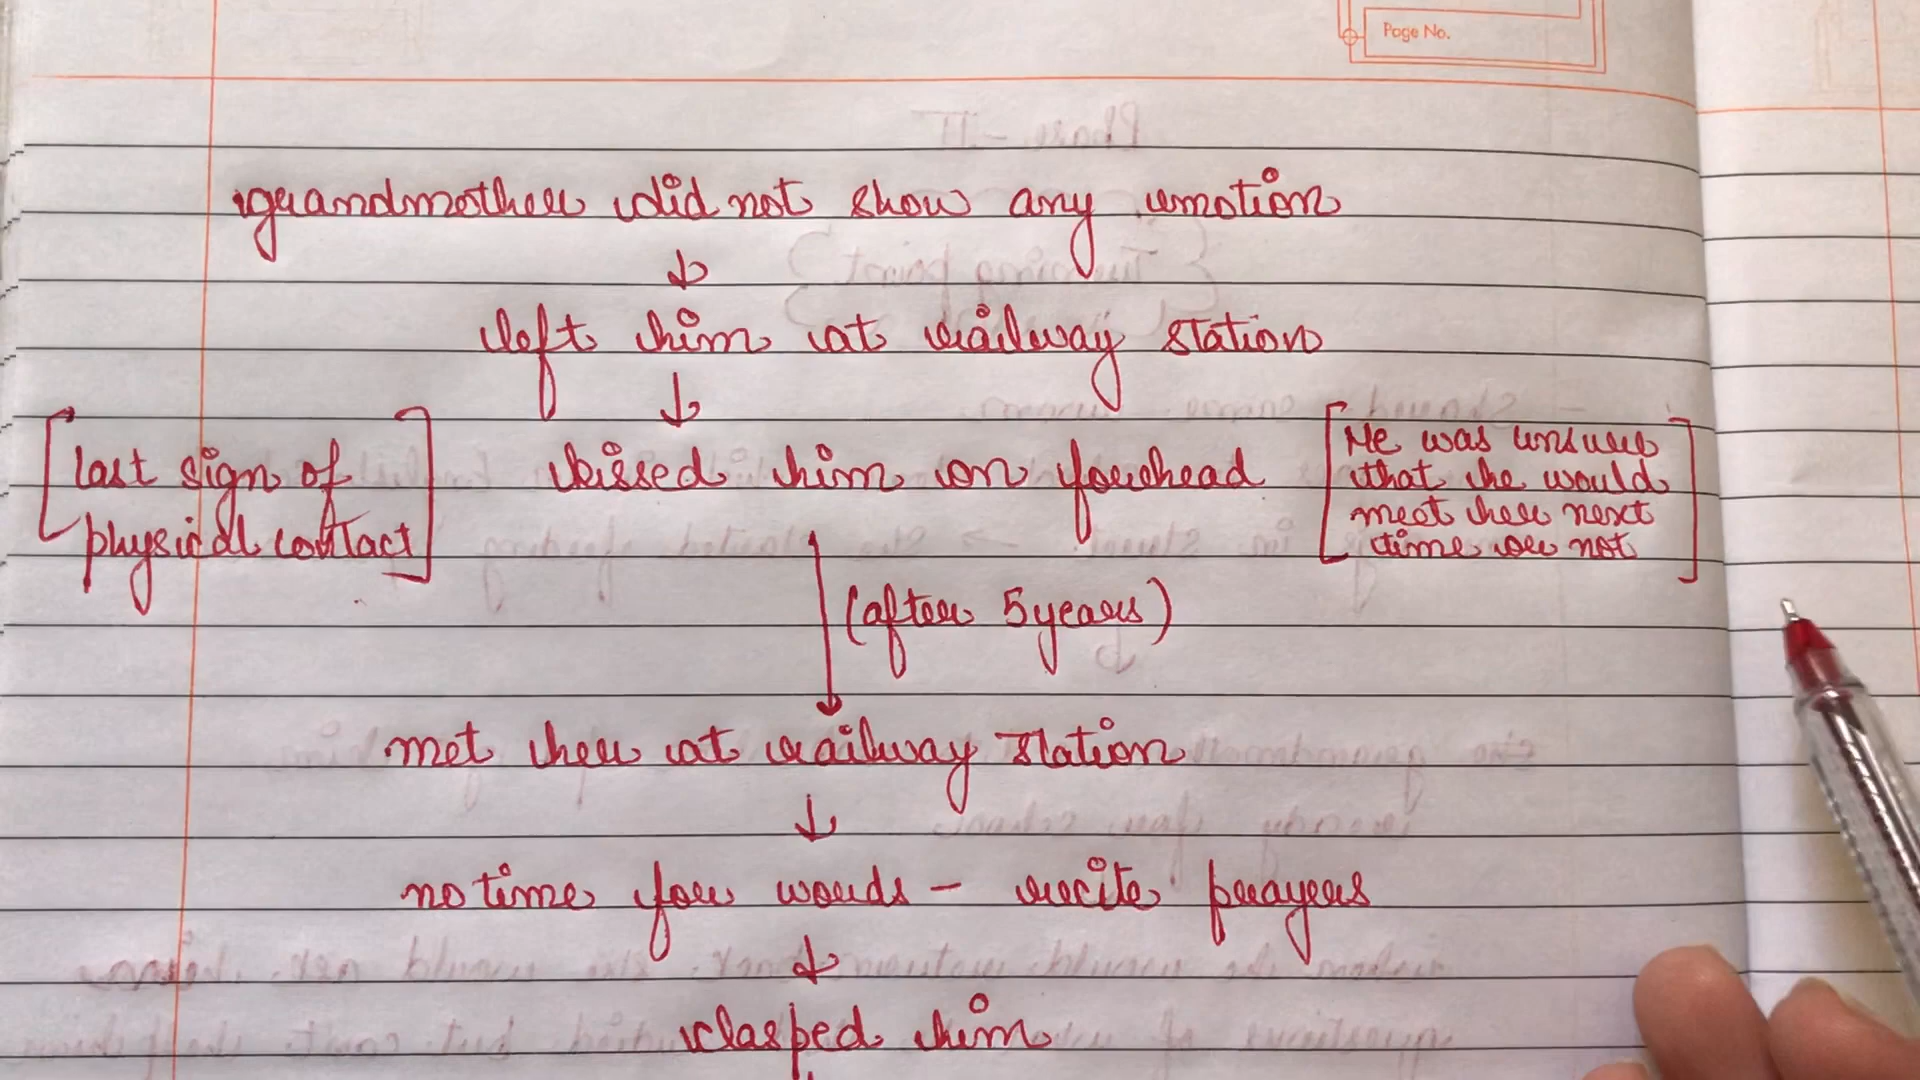 Page No.
grandmother did not show any emotion
↓
left him at railway station
↓
[last sign of
physical contact]
kissed him on forehead
[He was unsure
that he would
meet her next
time or not]
↓ (after 5 years)
met her at railway station
↓
no time for words - recite prayers
↓
clasped him